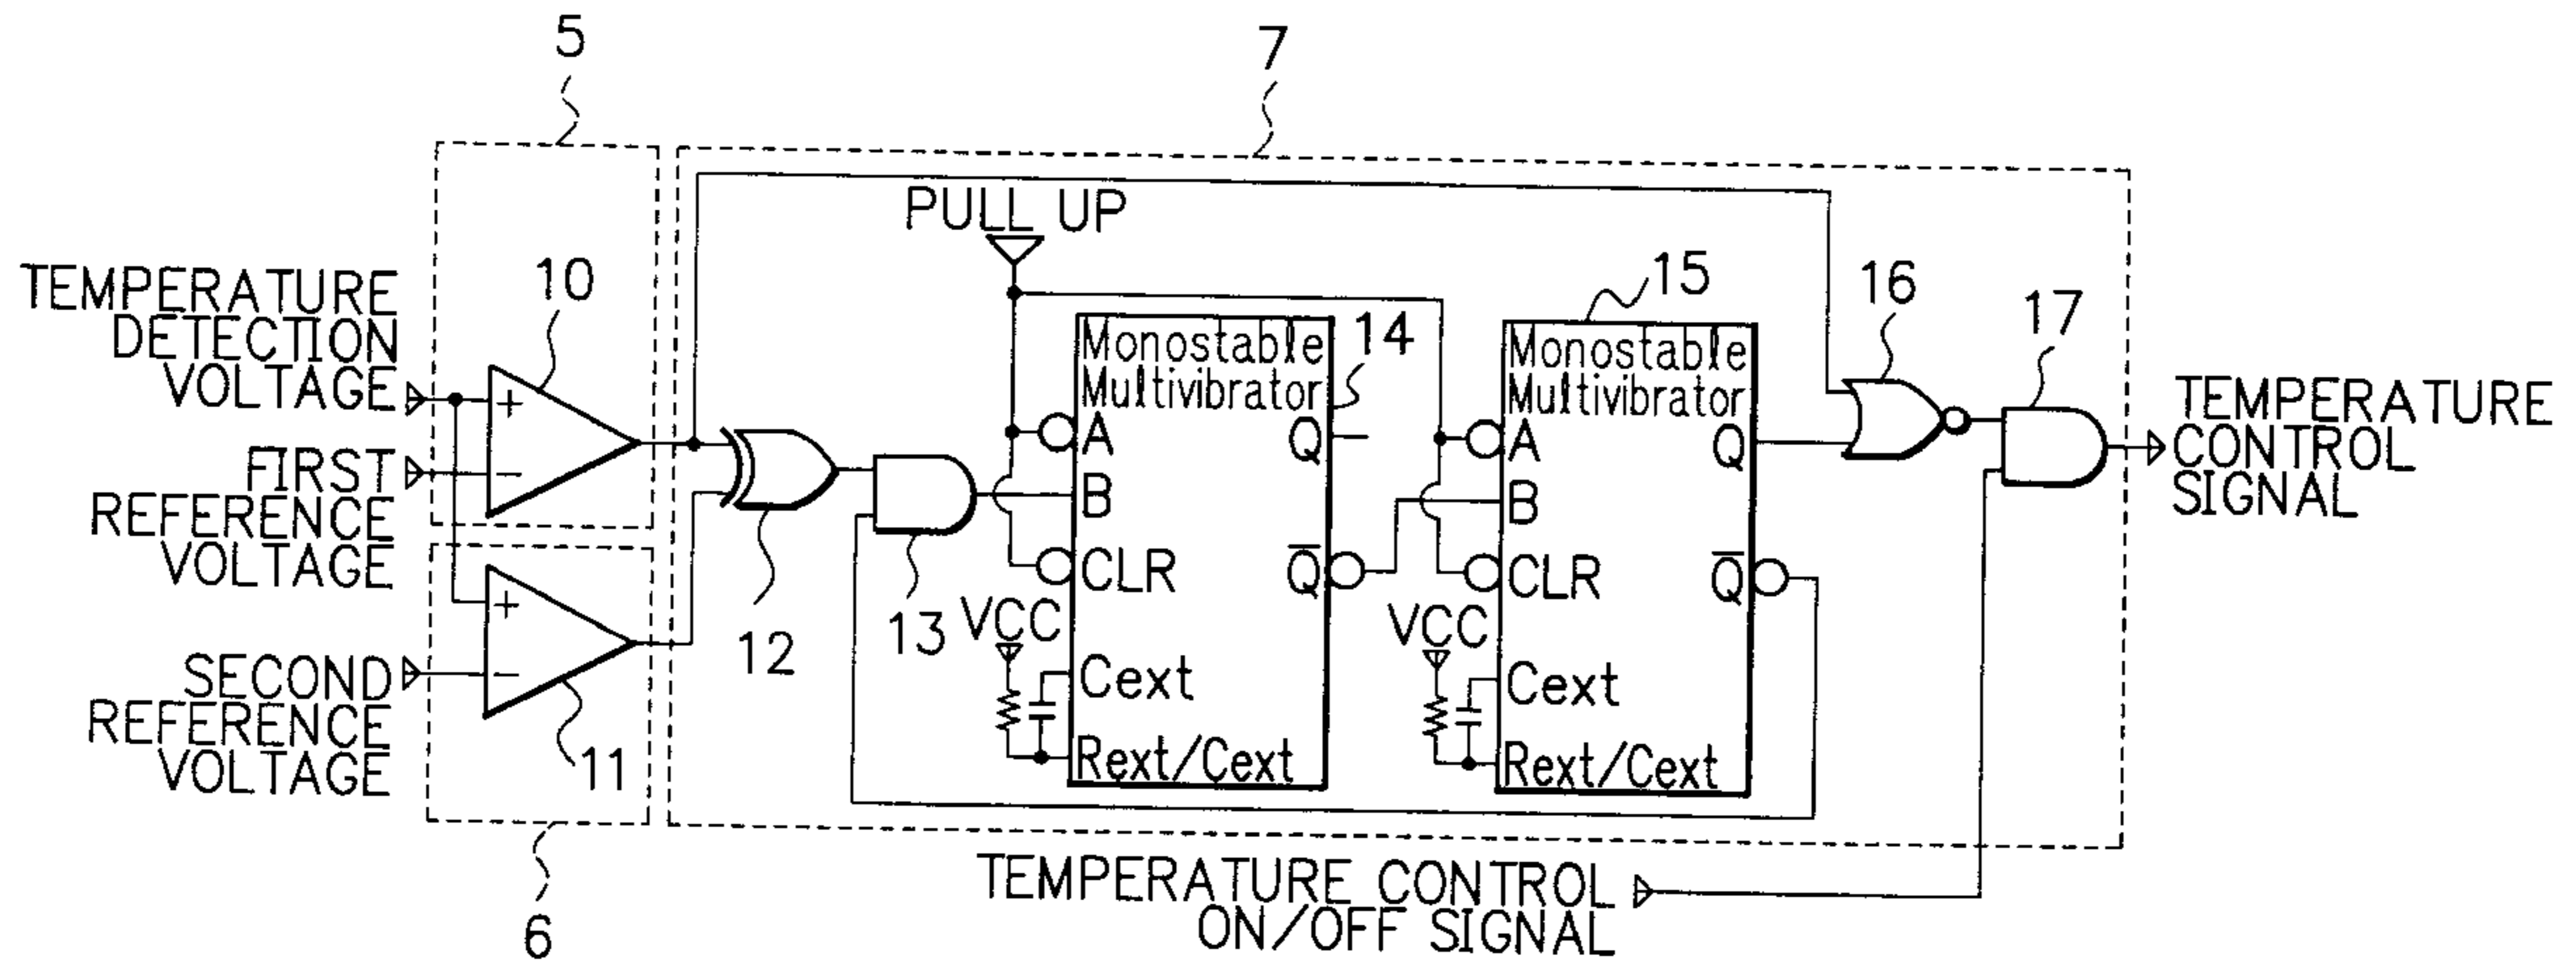 5
7
PULL UP
TEMPERATURE
DETECTION
VOLTAGE
10
+
−
FIRST
REFERENCE
VOLTAGE
SECOND
REFERENCE
VOLTAGE
+
−
11
6
12
13
Monostable
Multivibrator
14
A
Q
B
CLR
Q̅
VCC
Cext
Rext/Cext
15
Monostable
Multivibrator
A
Q
B
CLR
Q̅
VCC
Cext
Rext/Cext
16
17
TEMPERATURE
CONTROL
SIGNAL
TEMPERATURE CONTROL
ON/OFF SIGNAL